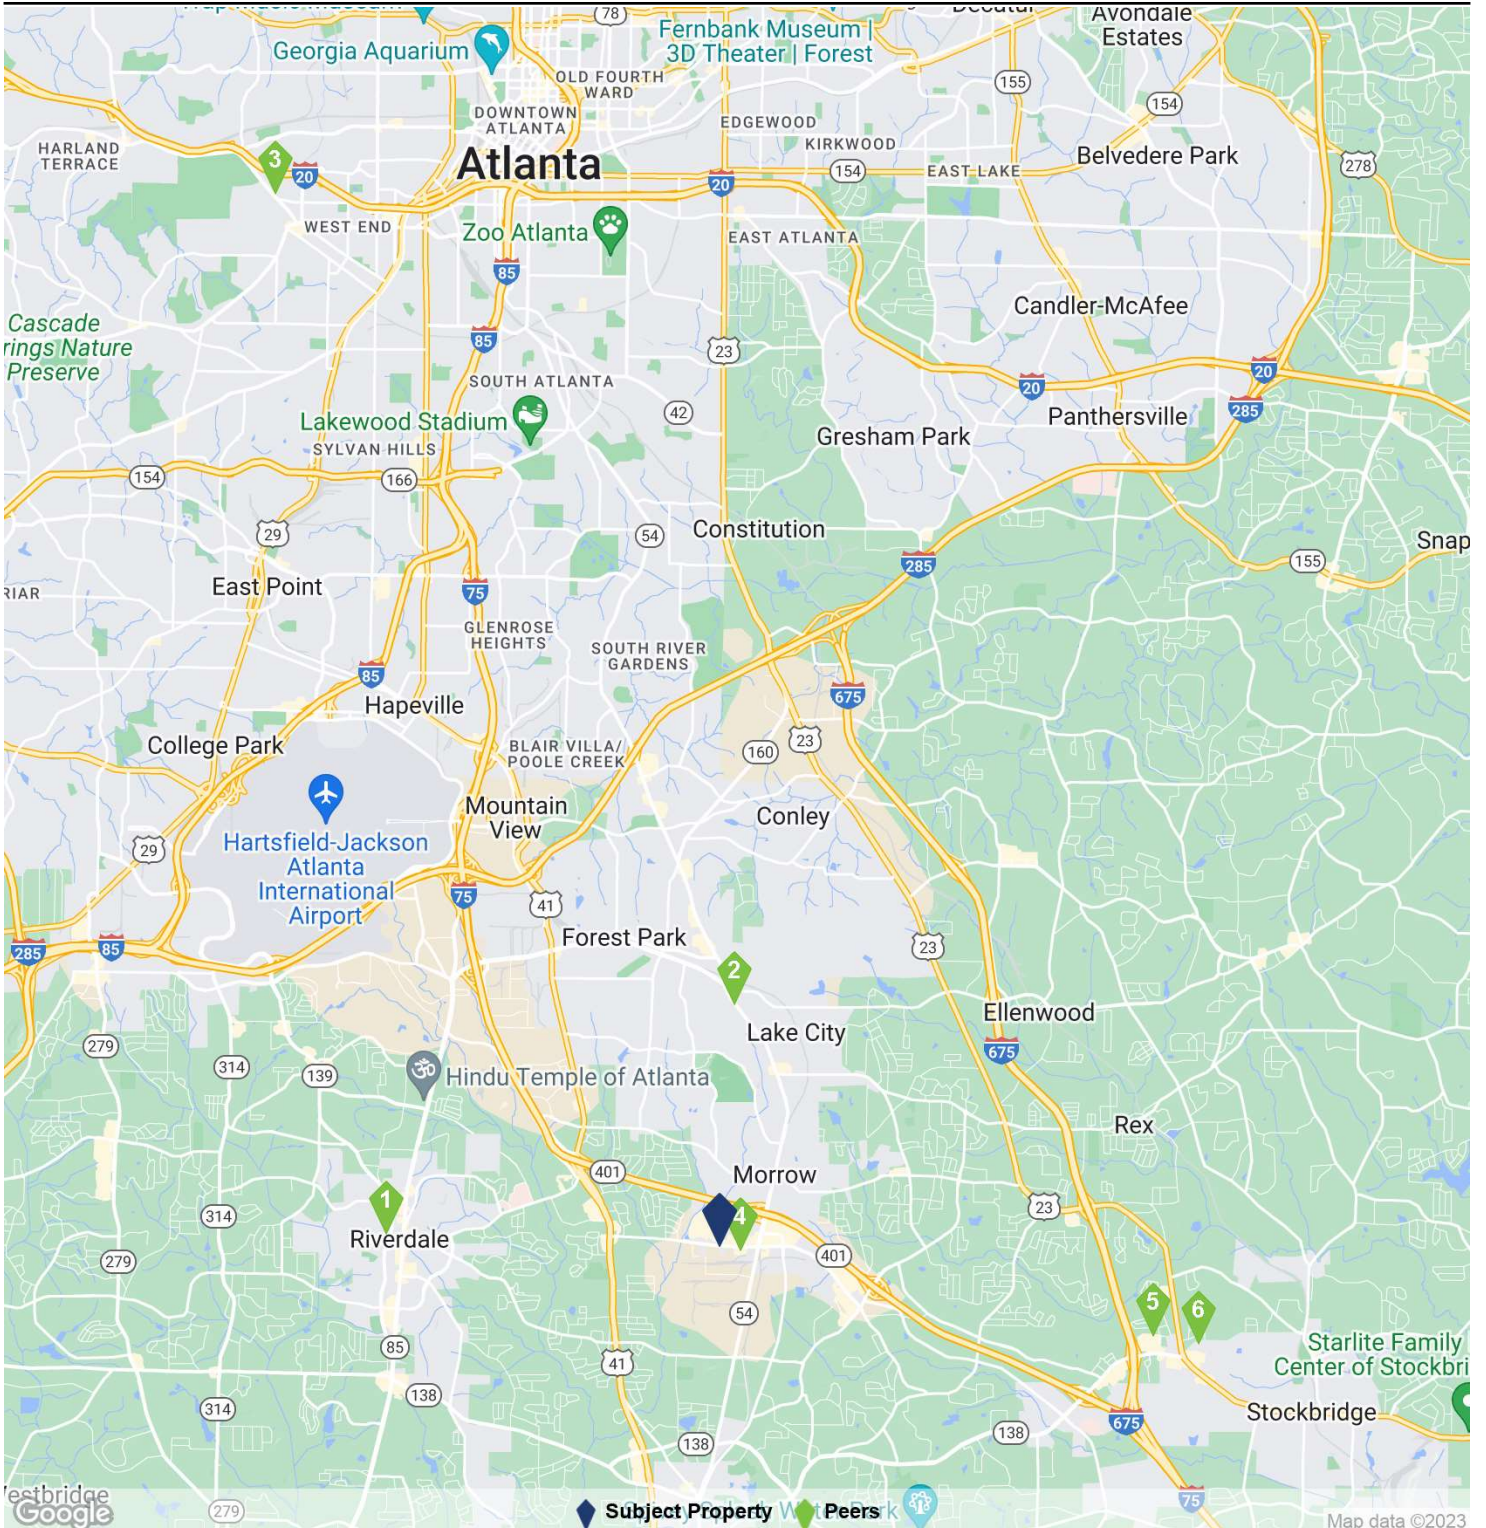 78
Decatur
Avondale
Estates
Georgia Aquarium
Fernbank Museum |
3D Theater | Forest
OLD FOURTH
WARD
155
154
DOWNTOWN
ATLANTA
EDGEWOOD
HARLAND
TERRACE
3
20
Atlanta
KIRKWOOD
154
EAST LAKE
Belvedere Park
278
20
WEST END
Zoo Atlanta
EAST ATLANTA
85
Candler-McAfee
Cascade
rings Nature
Preserve
85
23
SOUTH ATLANTA
20
20
285
Lakewood Stadium
42
Panthersville
SYLVAN HILLS
Gresham Park
154
166
29
54
Constitution
Snap
285
155
East Point
RIAR
75
GLENROSE
HEIGHTS
SOUTH RIVER
GARDENS
85
Hapeville
675
College Park
BLAIR VILLA/
POOLE CREEK
160
23
Mountain
View
Conley
29
Hartsfield-Jackson
Atlanta
International
Airport
75
41
Forest Park
285
85
23
2
Ellenwood
Lake City
279
314
139
Hindu Temple of Atlanta
675
Rex
401
Morrow
1
314
4
23
Riverdale
279
401
5
6
54
Starlite Family
Center of Stockbri
85
41
138
314
675
Stockbridge
138
138
estbridge
279
75
Google
Subject Property
Peers
Map data ©2023